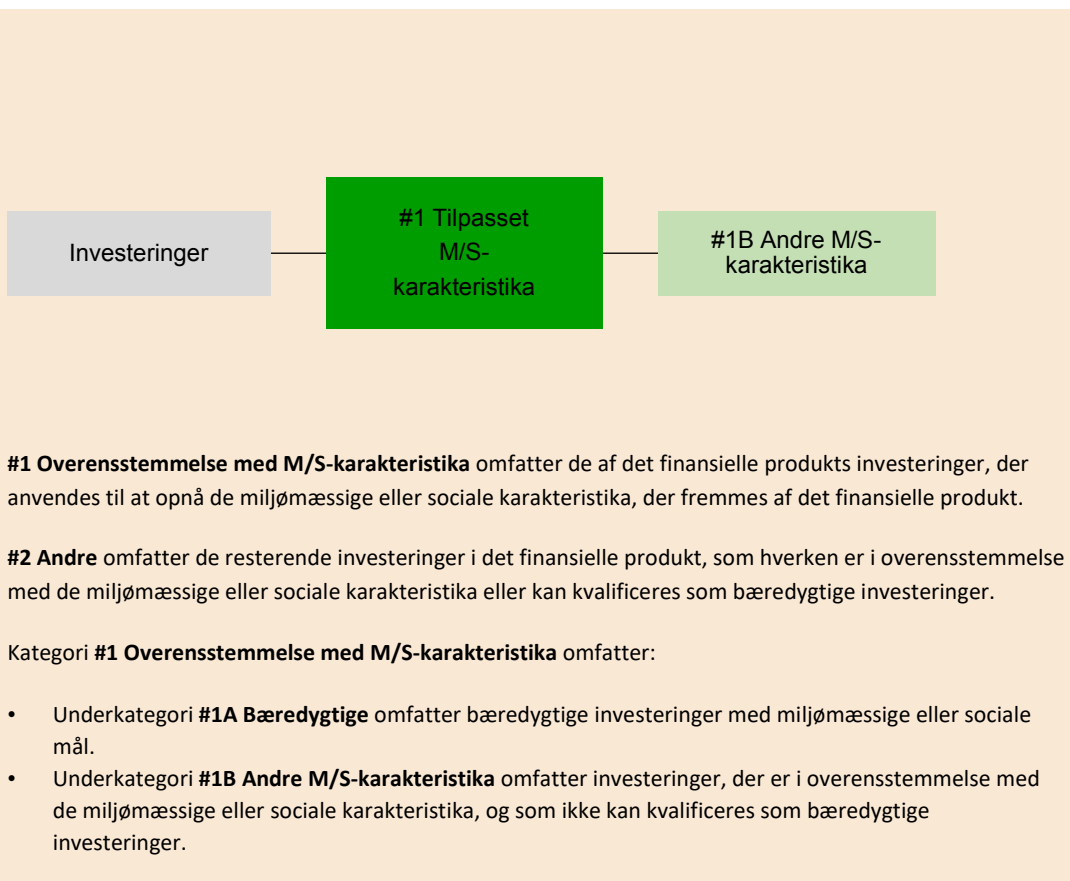 Investeringer
#1 Tilpasset
M/S-
karakteristika
#1B Andre M/S-
karakteristika
#1 Overensstemmelse med M/S-karakteristika omfatter de af det finansielle produkts investeringer, der
anvendes til at opnå de miljømæssige eller sociale karakteristika, der fremmes af det finansielle produkt.
#2 Andre omfatter de resterende investeringer i det finansielle produkt, som hverken er i overensstemmelse
med de miljømæssige eller sociale karakteristika eller kan kvalificeres som bæredygtige investeringer.
Kategori #1 Overensstemmelse med M/S-karakteristika omfatter:
• Underkategori #1A Bæredygtige omfatter bæredygtige investeringer med miljømæssige eller sociale
mål.
• Underkategori #1B Andre M/S-karakteristika omfatter investeringer, der er i overensstemmelse med
de miljømæssige eller sociale karakteristika, og som ikke kan kvalificeres som bæredygtige
investeringer.